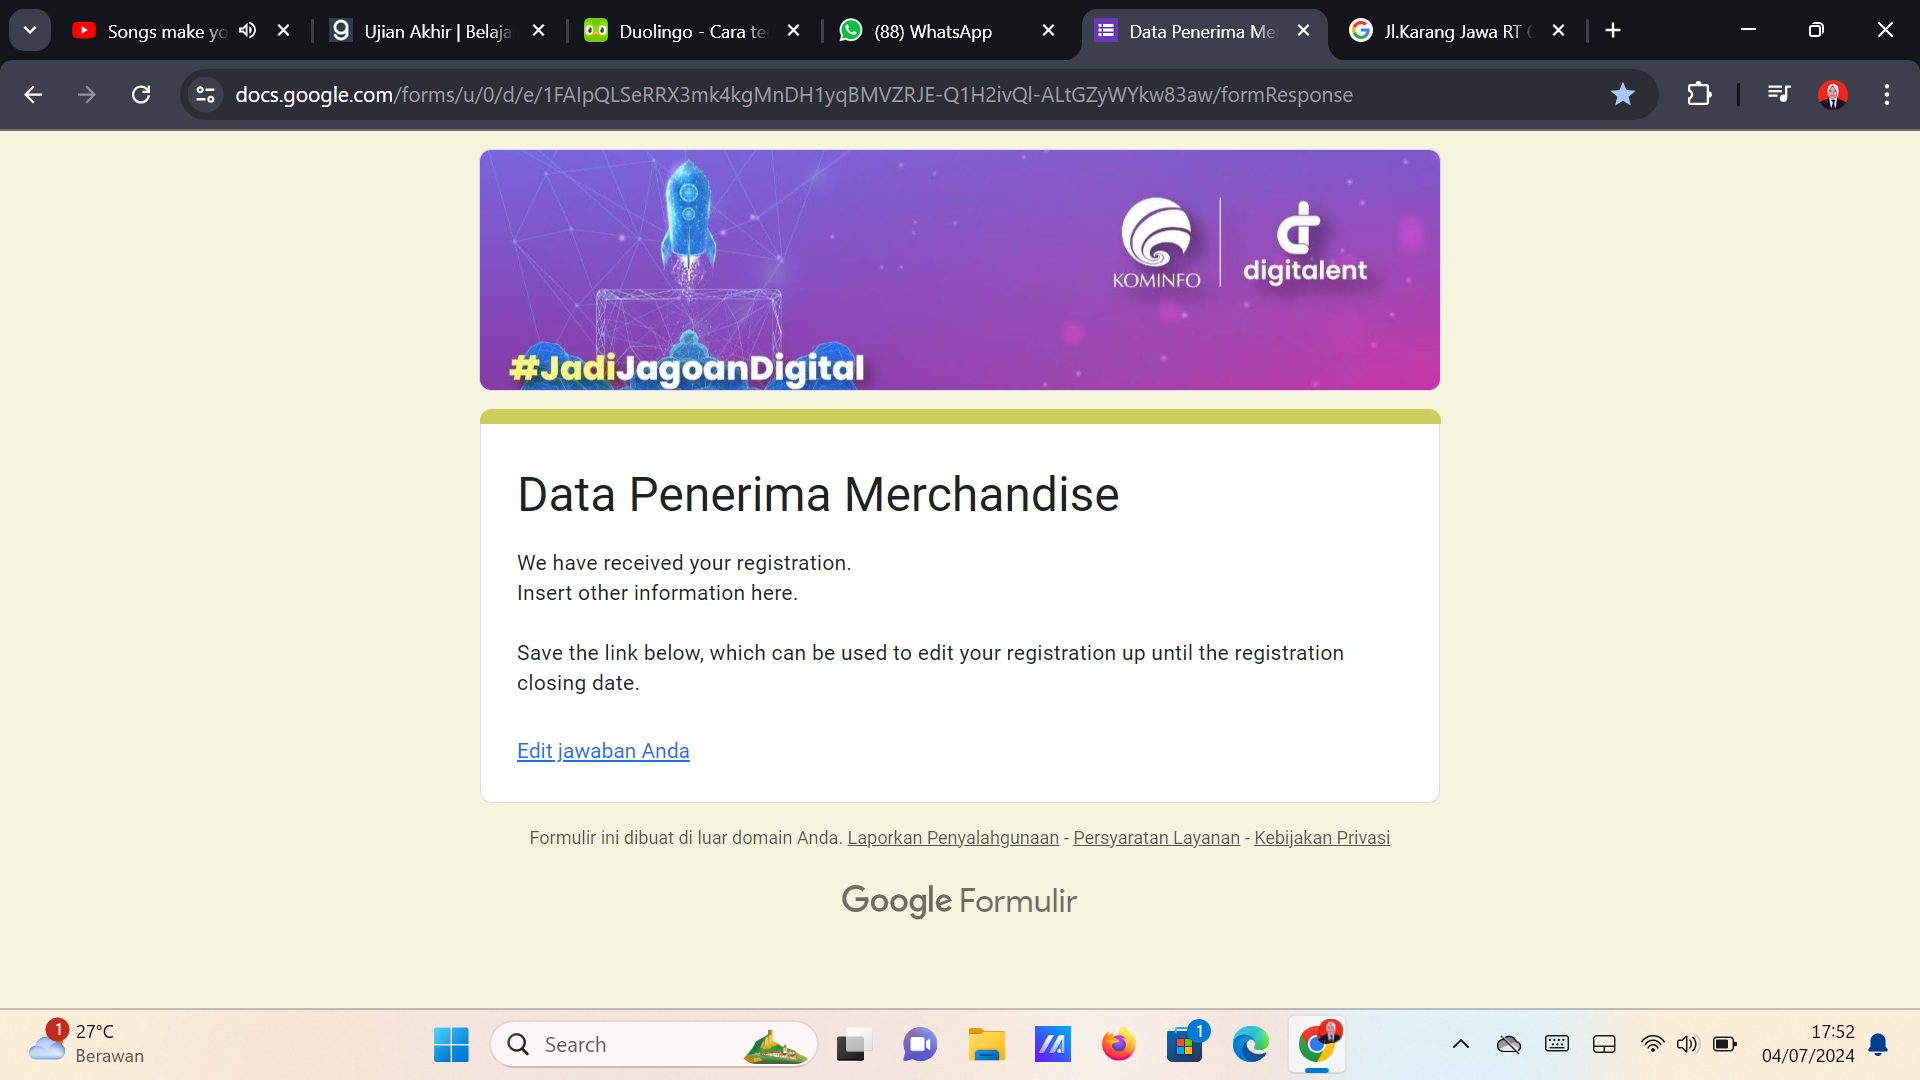 Songs make yo
Ujian Akhir | Belaja
Duolingo - Cara te
(88) WhatsApp
Data Penerima Me
Jl.Karang Jawa RT
docs.google.com/forms/u/0/d/e/1FAIpQLSeRRX3mk4kgMnDH1yqBMVZRJE-Q1H2ivQl-ALtGZyWYkw83aw/formResponse
KOMINFO
digitalent
#JadiJagoanDigital
Data Penerima Merchandise
We have received your registration.
Insert other information here.
Save the link below, which can be used to edit your registration up until the registration
closing date.
Edit jawaban Anda
Formulir ini dibuat di luar domain Anda. Laporkan Penyalahgunaan - Persyaratan Layanan - Kebijakan Privasi
Google Formulir
1
27°C
Berawan
Search
1
17:52
04/07/2024